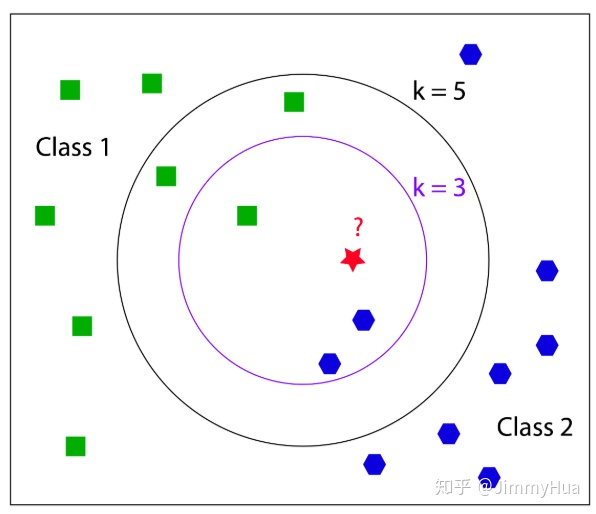 k = 5
Class 1
k = 3
?
Class 2
知乎 @JimmyHua